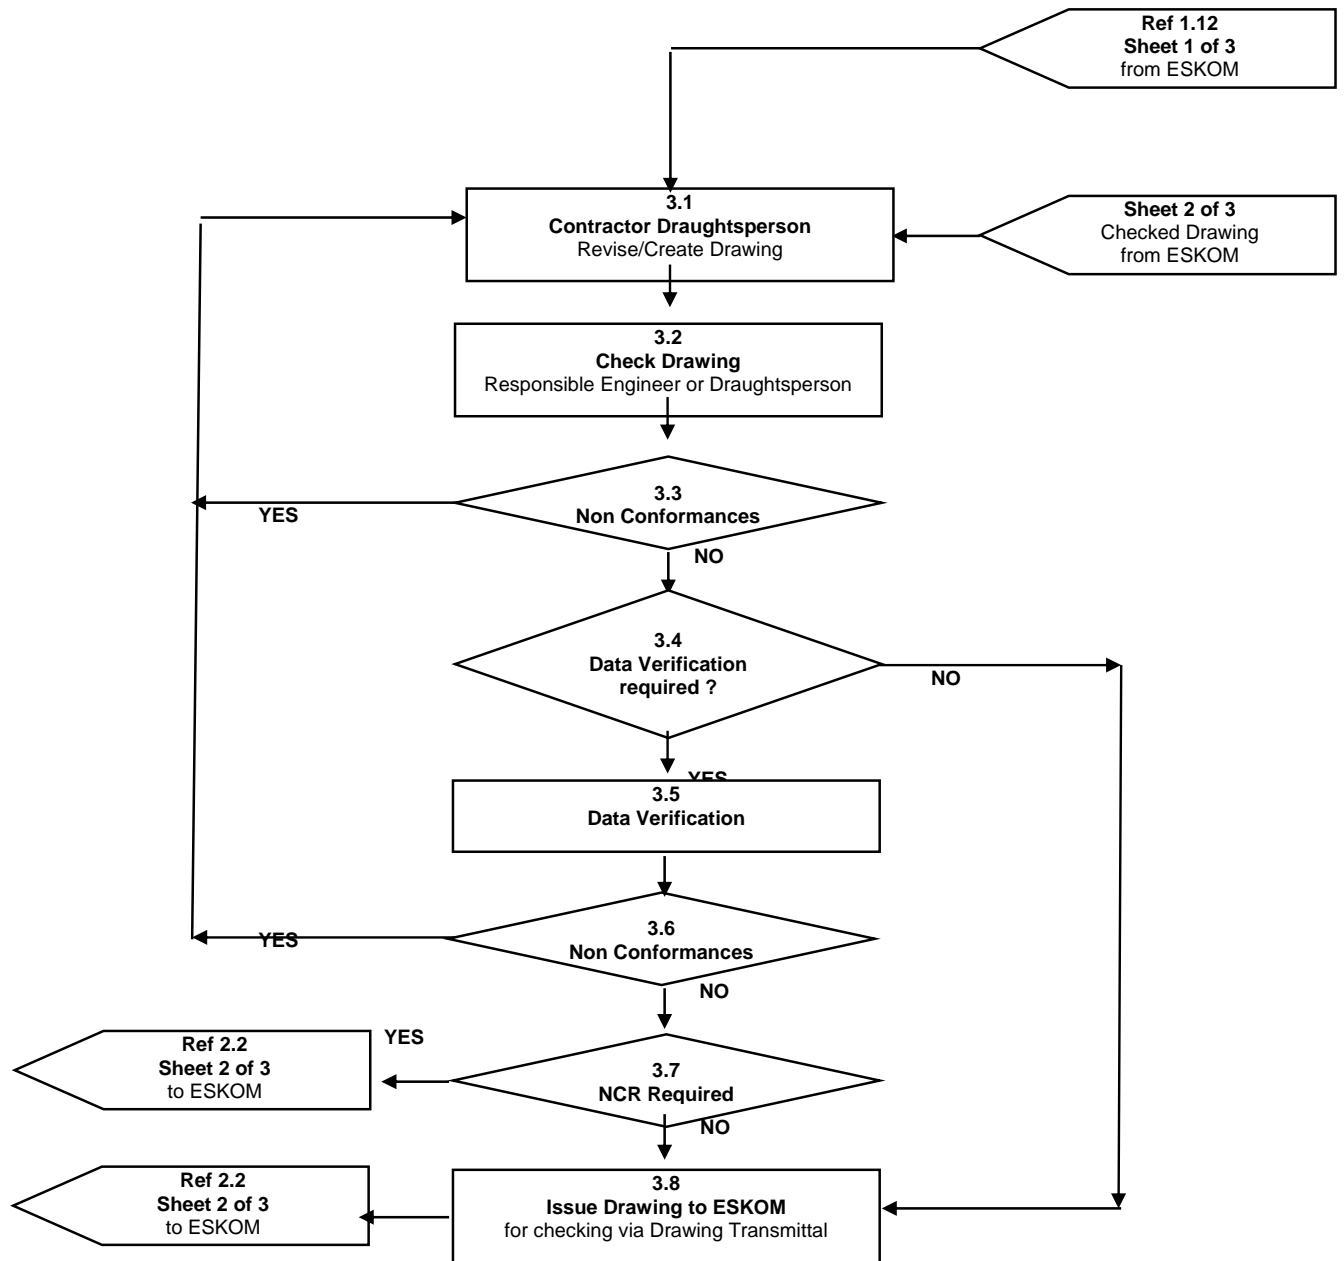 Ref 1.12
Sheet 1 of 3
from ESKOM
3.1
Contractor Draughtsperson
Revise/Create Drawing
Sheet 2 of 3
Checked Drawing
from ESKOM
3.2
Check Drawing
Responsible Engineer or Draughtsperson
3.3
Non Conformances
YES
NO
3.4
Data Verification
required ?
NO
YES
3.5
Data Verification
3.6
Non Conformances
YES
NO
Ref 2.2
Sheet 2 of 3
to ESKOM
YES
3.7
NCR Required
NO
Ref 2.2
Sheet 2 of 3
to ESKOM
3.8
Issue Drawing to ESKOM
for checking via Drawing Transmittal